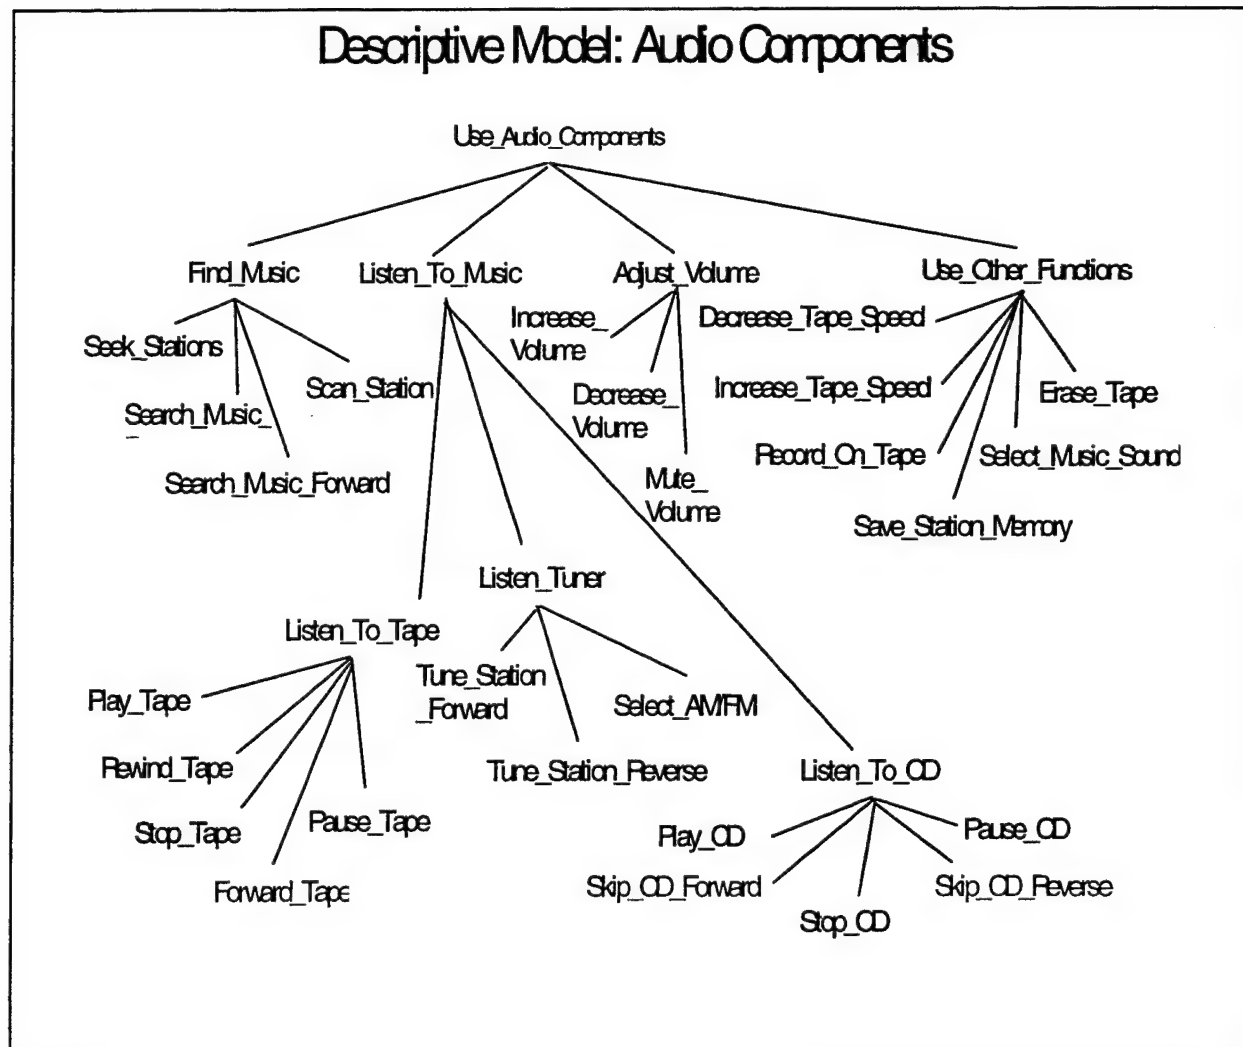 Descriptive Model: Audio Components
Use_Audio_Components
Find_Music
Listen_To_Music
Adjust_Volume
Use_Other_Functions
Seek_Stations
Search_Music_
_
Search_Music_Forward
Scan_Station
Increase_
Volume
Decrease_
Volume
Mute_
Volume
Decrease_Tape_Speed
Increase_Tape_Speed
Record_On_Tape
Save_Station_Memory
Select_Music_Sound
Erase_Tape
Listen_To_Tape
Listen_Tuner
Listen_To_CD
Play_Tape
Rewind_Tape
Stop_Tape
Forward_Tape
Pause_Tape
Tune_Station
_Forward
Tune_Station_Reverse
Select_AM/FM
Play_CD
Skip_CD_Forward
Stop_CD
Skip_CD_Reverse
Pause_CD